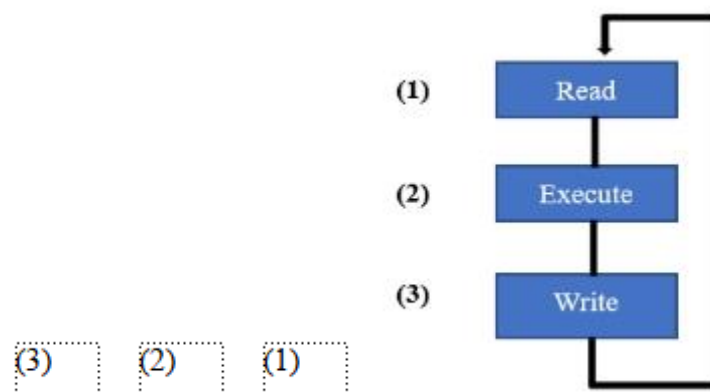 (1) Read
(2) Execute
(3) Write
(3) (2) (1)